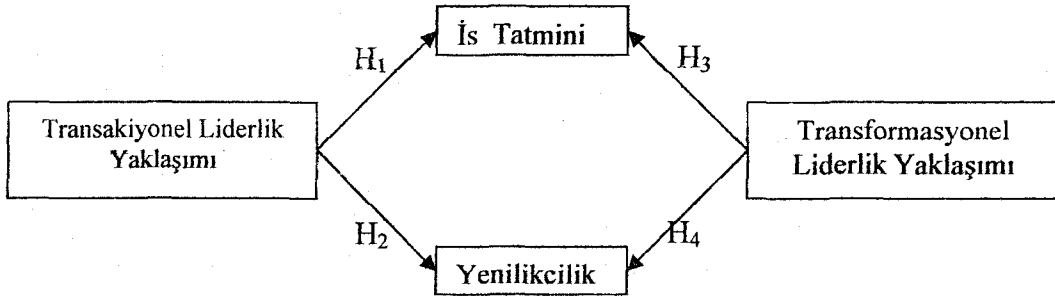 İs Tatmini
H1
H3
Transakiyonel Liderlik
Yaklaşımı
Transformasyonel
Liderlik Yaklaşımı
H2
H4
Yenilikcilik